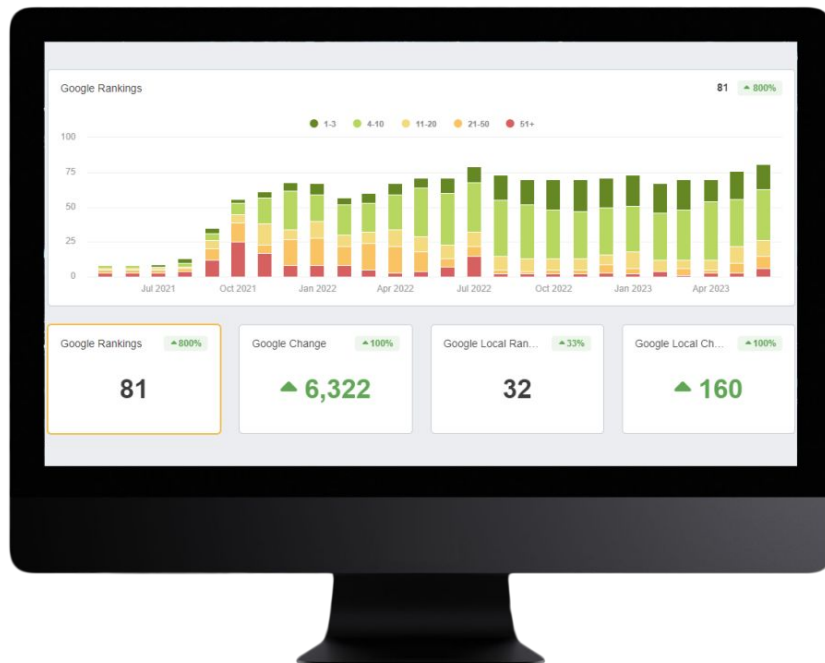 Google Rankings 81 800%
1-3 4-10 11-20 21-50 51+
100
75
50
25
0
Jul 2021 Oct 2021 Jan 2022 Apr 2022 Jul 2022 Oct 2022 Jan 2023 Apr 2023
Google Rankings 800%
81
Google Change 100%
6,322
Google Local Ran... 33%
32
Google Local Ch... 100%
160